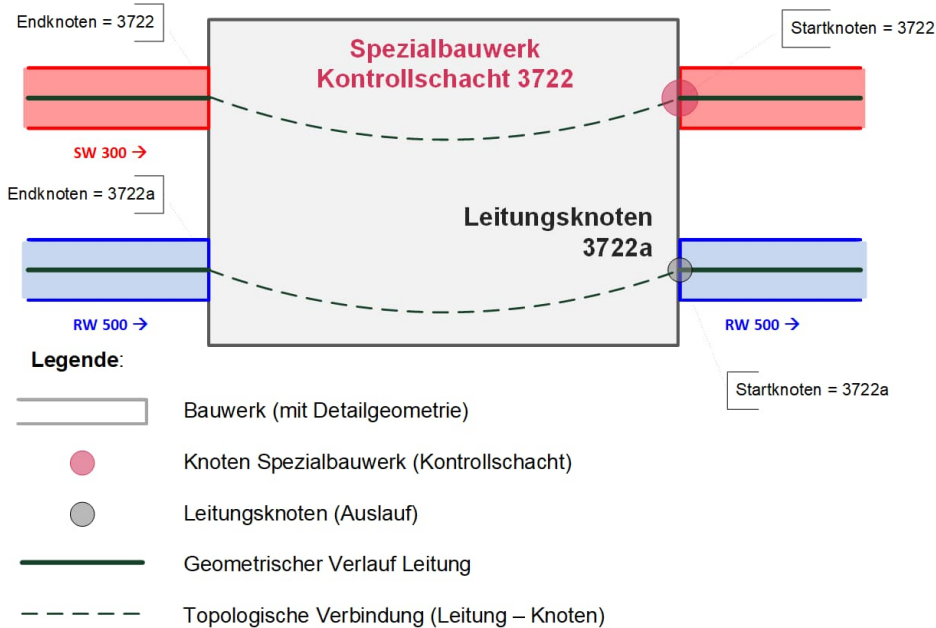 Endknoten = 3722
Startknoten = 3722
Spezialbauwerk
Kontrollschacht 3722
SW 300 →
Endknoten = 3722a
Leitungsknoten
3722a
RW 500 →
RW 500 →
Legende:
Startknoten = 3722a
Bauwerk (mit Detailgeometrie)
Knoten Spezialbauwerk (Kontrollschacht)
Leitungsknoten (Auslauf)
Geometrischer Verlauf Leitung
Topologische Verbindung (Leitung – Knoten)